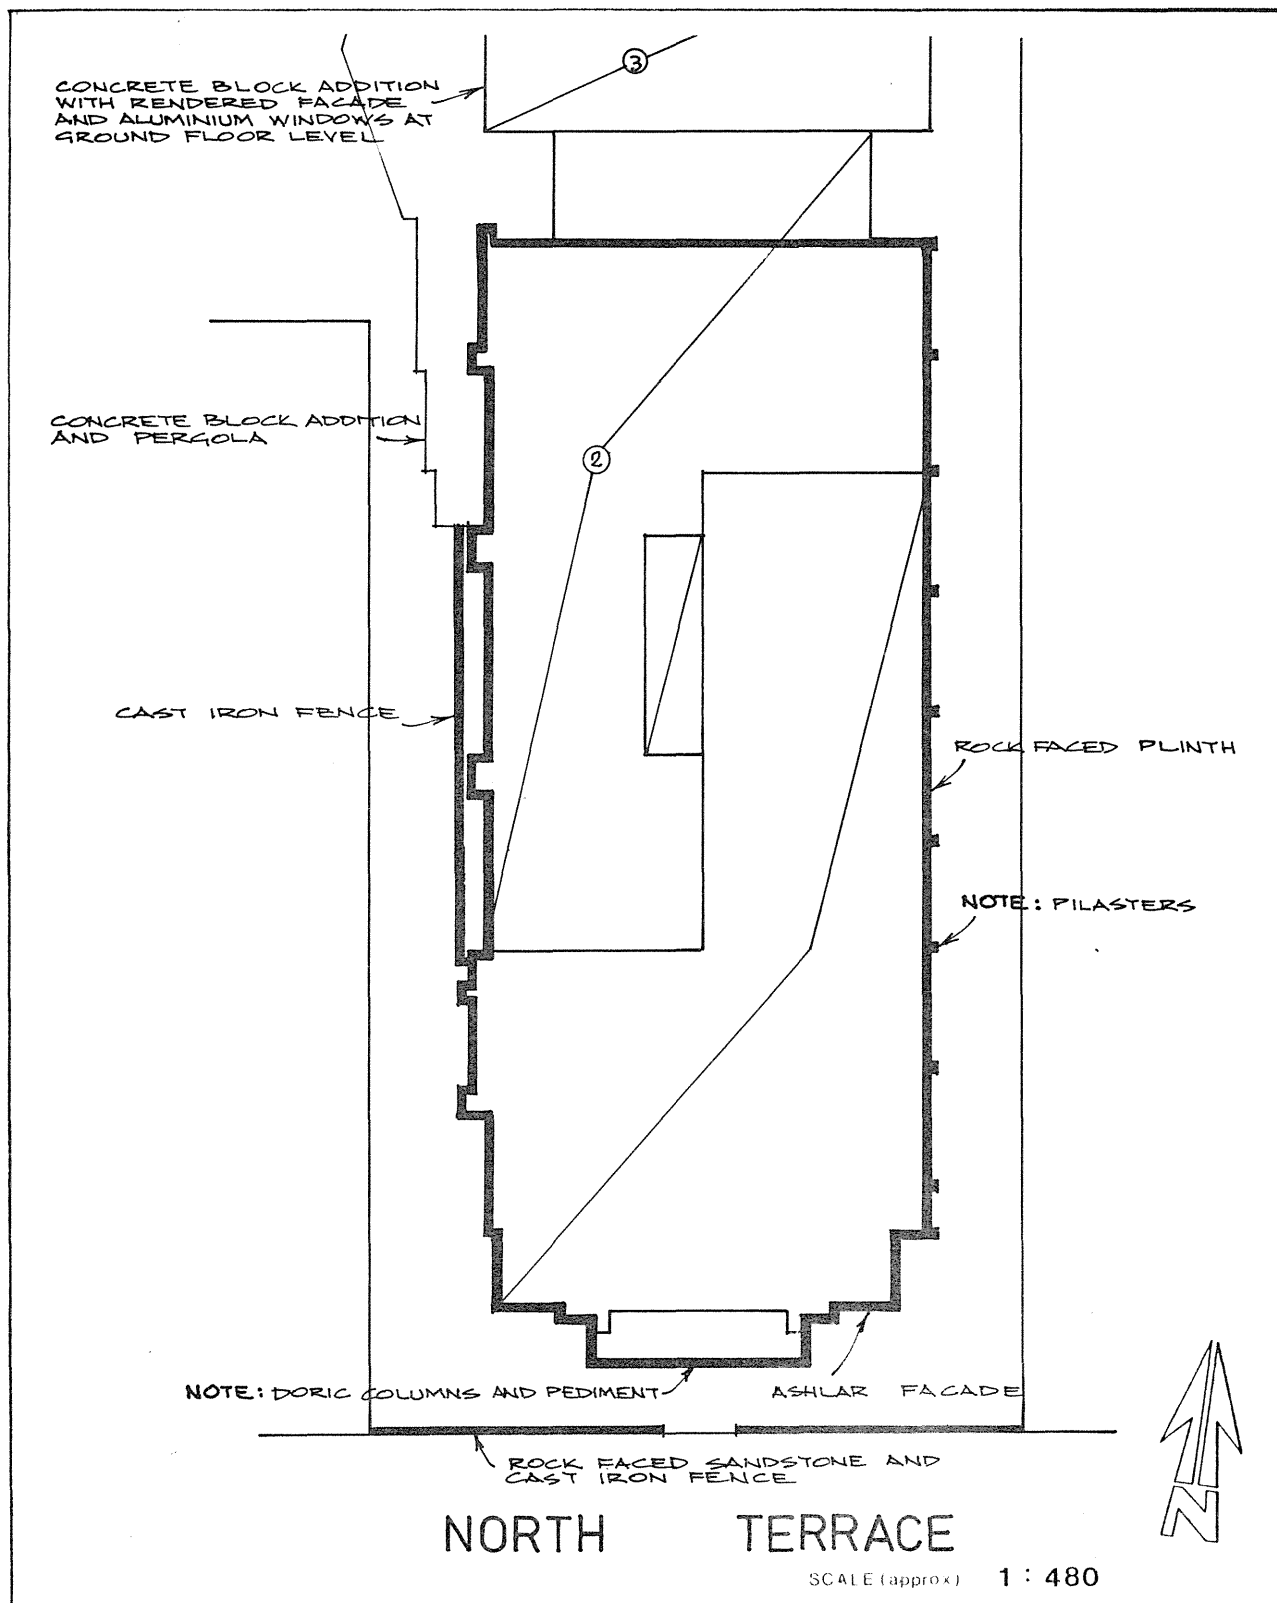 3
CONCRETE BLOCK ADDITION
WITH RENDERED FACADE
AND ALUMINIUM WINDOWS AT
GROUND FLOOR LEVEL
CONCRETE BLOCK ADDITION
AND PERGOLA
2
CAST IRON FENCE
ROCK FACED PLINTH
NOTE: PILASTERS
NOTE: DORIC COLUMNS AND PEDIMENT
ASHLAR FACADE
ROCK FACED SANDSTONE AND
CAST IRON FENCE
N
NORTH TERRACE
SCALE (approx) 1 : 480